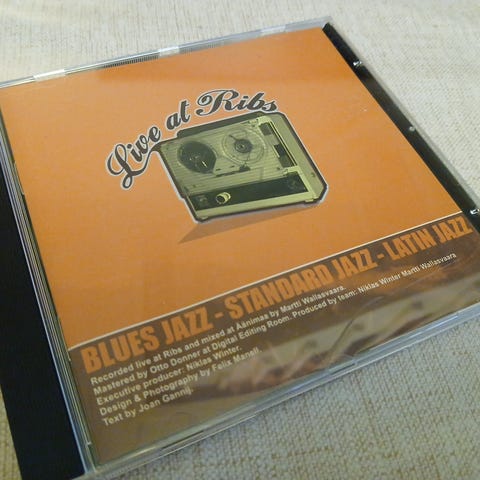 Live at Ribs
BLUES JAZZ - STANDARD JAZZ - LATIN JAZZ
Recorded live at Ribs and mixed at Äänimaa by Martti Wallasvaara.
Mastered by Otto Donner at Digital Editing Room. Produced by team: Niklas Winter Martti Wallasvaara
Executive producer: Niklas Winter.
Design & Photography by Felix Manell.
Text by Joan Gannij.